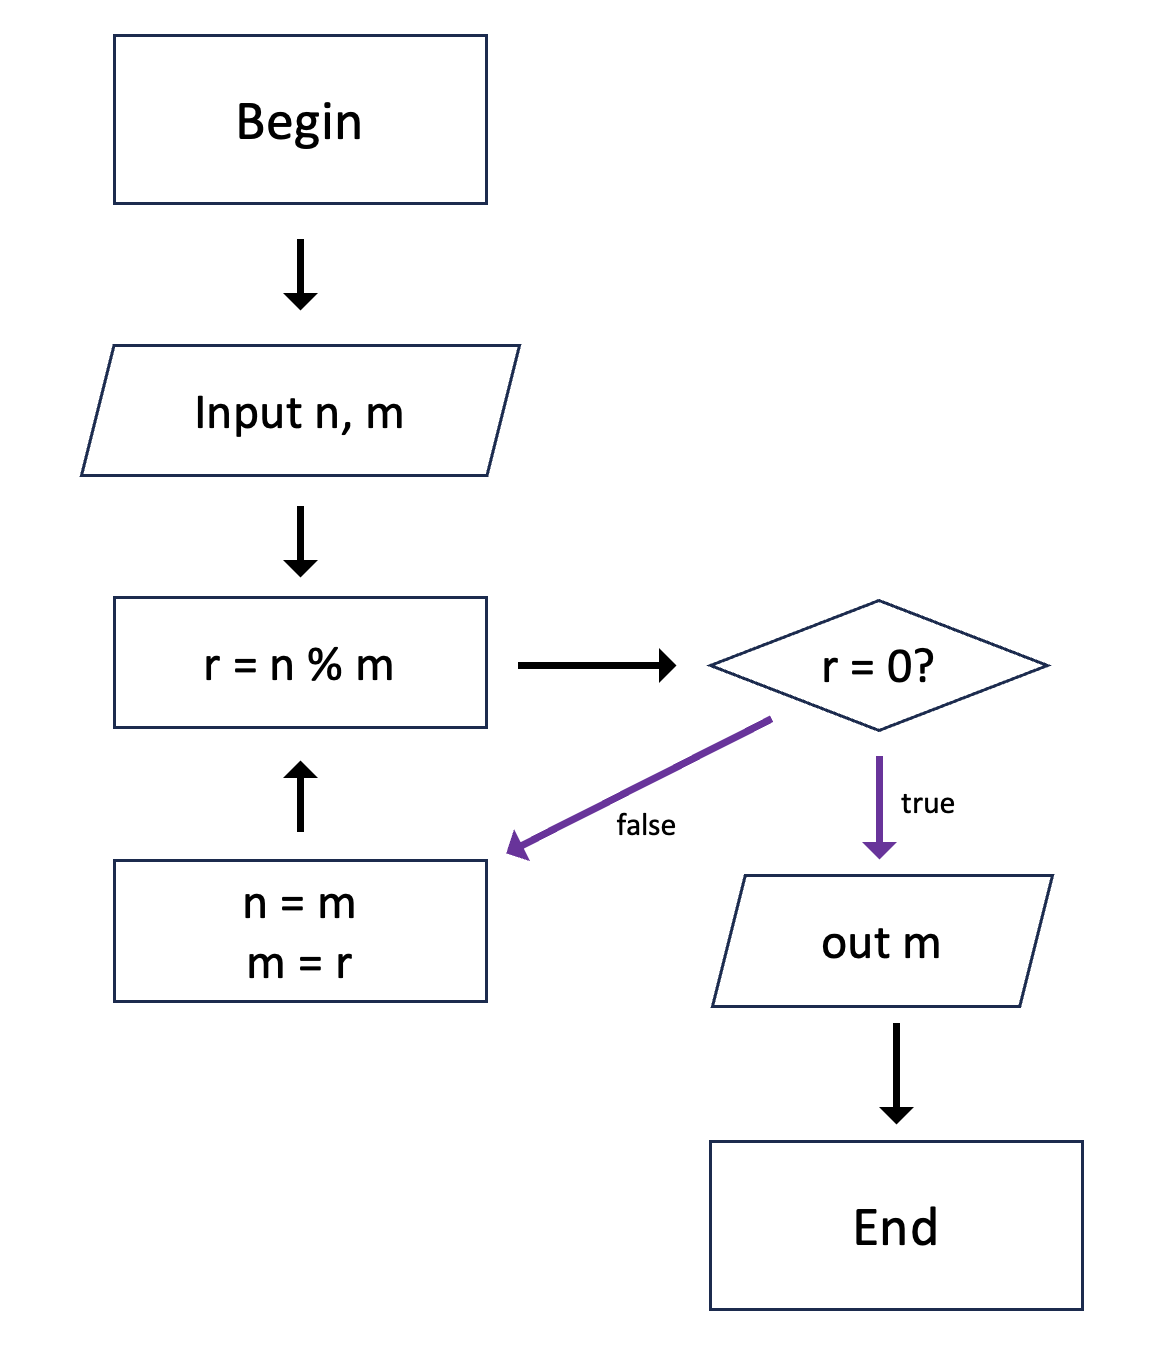 Begin
Input n, m
r = n % m
r = 0?
false
true
n = m
m = r
out m
End